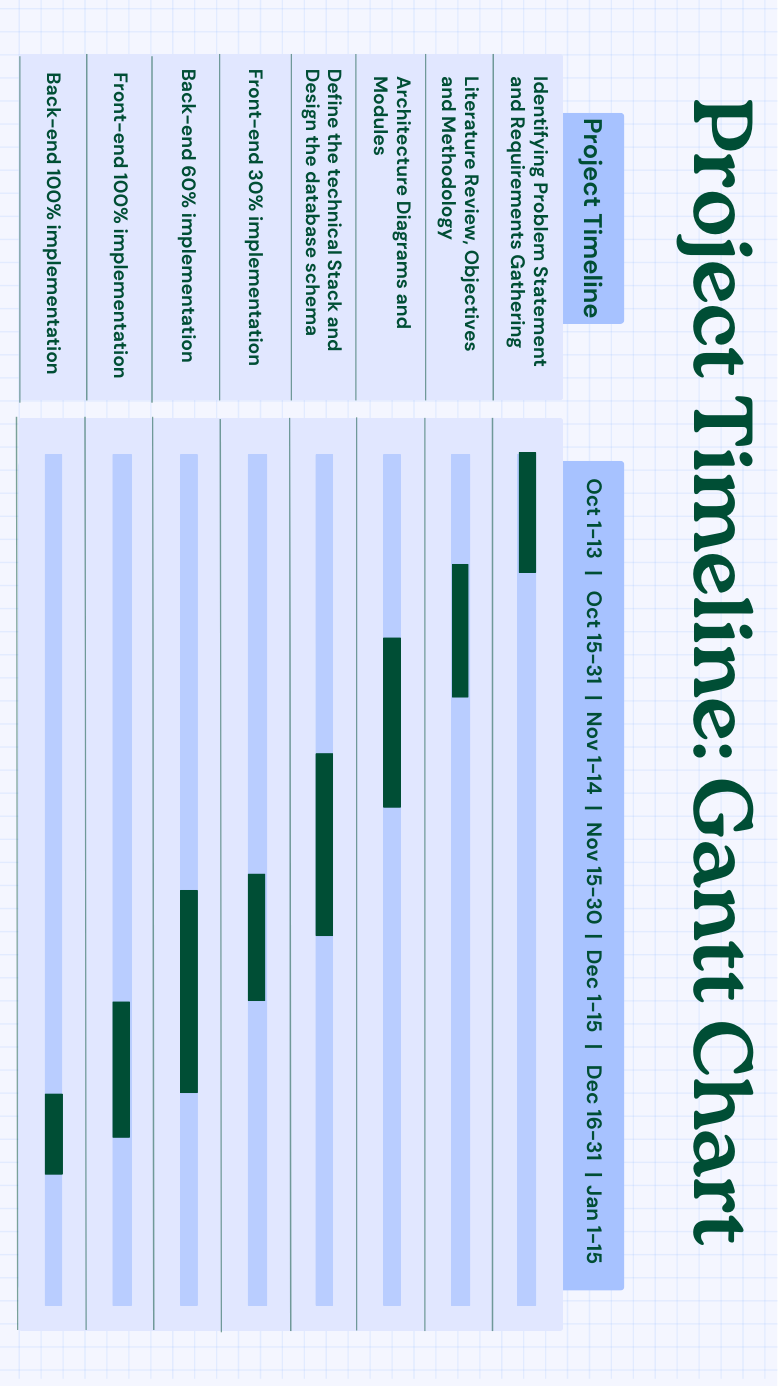 Project Timeline: Gantt Chart
Project Timeline
Oct 1-13 | Oct 15-31 | Nov 1-14 | Nov 15-30 | Dec 1-15 | Dec 16-31 | Jan 1-15
Identifying Problem Statement
and Requirements Gathering
Literature Review, Objectives
and Methodology
Architecture Diagrams and
Modules
Define the technical Stack and
Design the database schema
Front-end 30% implementation
Back-end 60% implementation
Front-end 100% implementation
Back-end 100% implementation